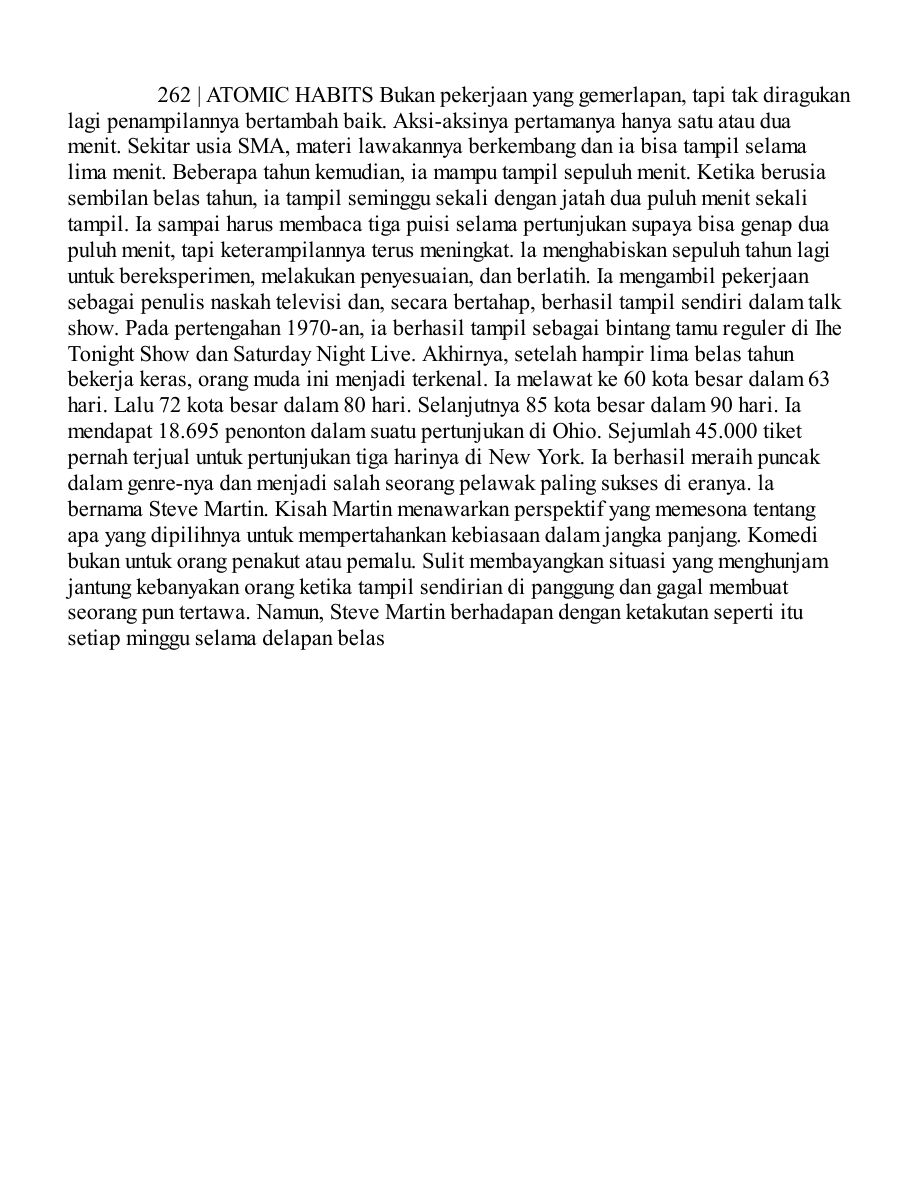 262 | ATOMIC HABITS Bukan pekerjaan yang gemerlapan, tapi tak diragukan
lagi penampilannya bertambah baik. Aksi-aksinya pertamanya hanya satu atau dua
menit. Sekitar usia SMA, materi lawakannya berkembang dan ia bisa tampil selama
lima menit. Beberapa tahun kemudian, ia mampu tampil sepuluh menit. Ketika berusia
sembilan belas tahun, ia tampil seminggu sekali dengan jatah dua puluh menit sekali
tampil. Ia sampai harus membaca tiga puisi selama pertunjukan supaya bisa genap dua
puluh menit, tapi keterampilannya terus meningkat. la menghabiskan sepuluh tahun lagi
untuk bereksperimen, melakukan penyesuaian, dan berlatih. Ia mengambil pekerjaan
sebagai penulis naskah televisi dan, secara bertahap, berhasil tampil sendiri dalam talk
show. Pada pertengahan 1970-an, ia berhasil tampil sebagai bintang tamu reguler di Ihe
Tonight Show dan Saturday Night Live. Akhirnya, setelah hampir lima belas tahun
bekerja keras, orang muda ini menjadi terkenal. Ia melawat ke 60 kota besar dalam 63
hari. Lalu 72 kota besar dalam 80 hari. Selanjutnya 85 kota besar dalam 90 hari. Ia
mendapat 18.695 penonton dalam suatu pertunjukan di Ohio. Sejumlah 45.000 tiket
pernah terjual untuk pertunjukan tiga harinya di New York. Ia berhasil meraih puncak
dalam genre-nya dan menjadi salah seorang pelawak paling sukses di eranya. la
bernama Steve Martin. Kisah Martin menawarkan perspektif yang memesona tentang
apa yang dipilihnya untuk mempertahankan kebiasaan dalam jangka panjang. Komedi
bukan untuk orang penakut atau pemalu. Sulit membayangkan situasi yang menghunjam
jantung kebanyakan orang ketika tampil sendirian di panggung dan gagal membuat
seorang pun tertawa. Namun, Steve Martin berhadapan dengan ketakutan seperti itu
setiap minggu selama delapan belas